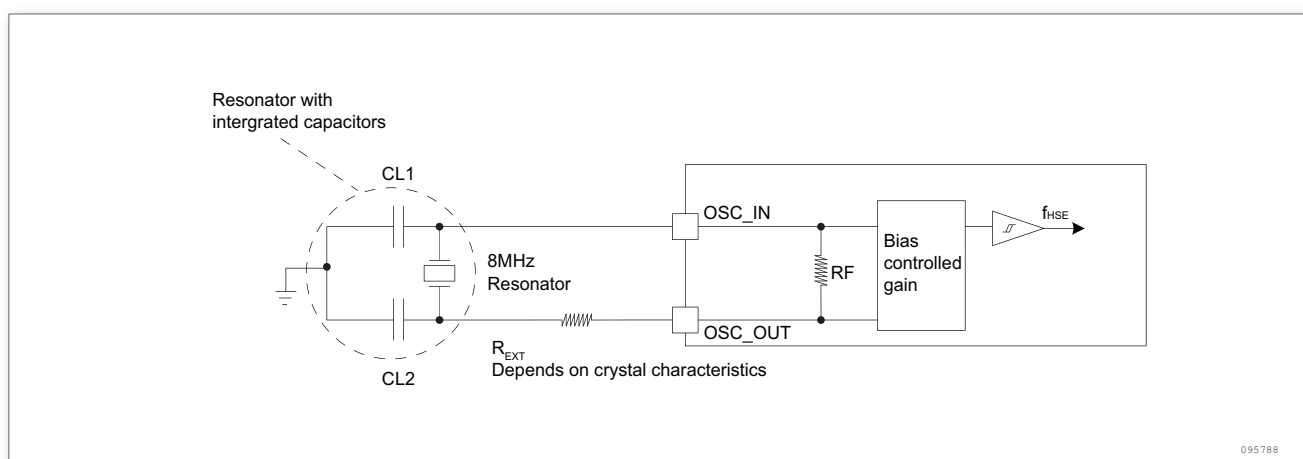 Resonator with
intergrated capacitors
CL1
OSC_IN
fHSE
8MHz
Resonator
Bias
controlled
gain
RF
OSC_OUT
REXT
Depends on crystal characteristics
CL2
095788